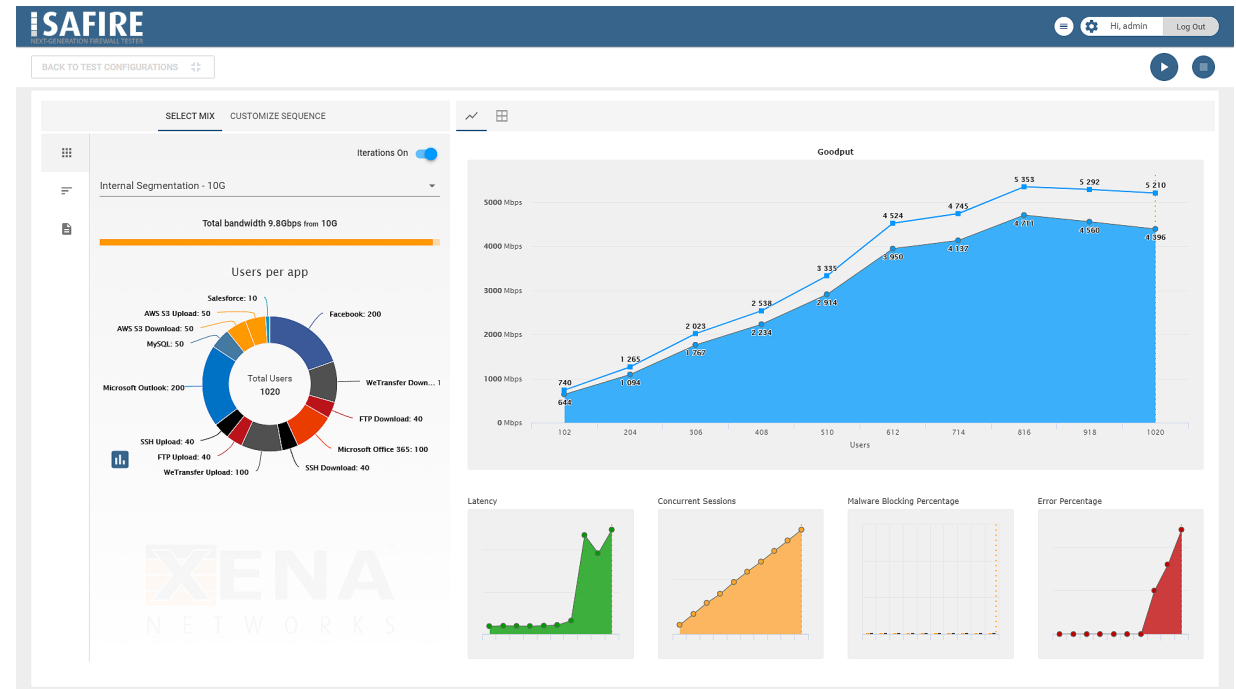 SAFIRE
NEXT-GENERATION FIREWALL TESTER
Hi, admin
Log Out
BACK TO TEST CONFIGURATIONS
SELECT MIX
CUSTOMIZE SEQUENCE
Iterations On
Internal Segmentation - 10G
Total bandwidth 9.8Gbps from 10G
Users per app
Salesforce: 10
AWS S3 Upload: 50
AWS S3 Download: 50
MySQL: 50
Microsoft Outlook: 200
SSH Upload: 40
FTP Upload: 40
WeTransfer Upload: 100
Facebook: 200
WeTransfer Down... 1
FTP Download: 40
Microsoft Office 365: 100
SSH Download: 40
Total Users
1020
XENA
NETWORKS
Goodput
5000 Mbps
4000 Mbps
3000 Mbps
2000 Mbps
1000 Mbps
0 Mbps
740
1 265
2 023
2 538
3 335
4 524
4 745
5 353
5 292
5 210
644
1 094
1 767
2 234
2 914
3 950
4 137
4 711
4 560
4 396
102
204
306
408
510
612
714
816
918
1020
Users
Latency
Concurrent Sessions
Malware Blocking Percentage
Error Percentage